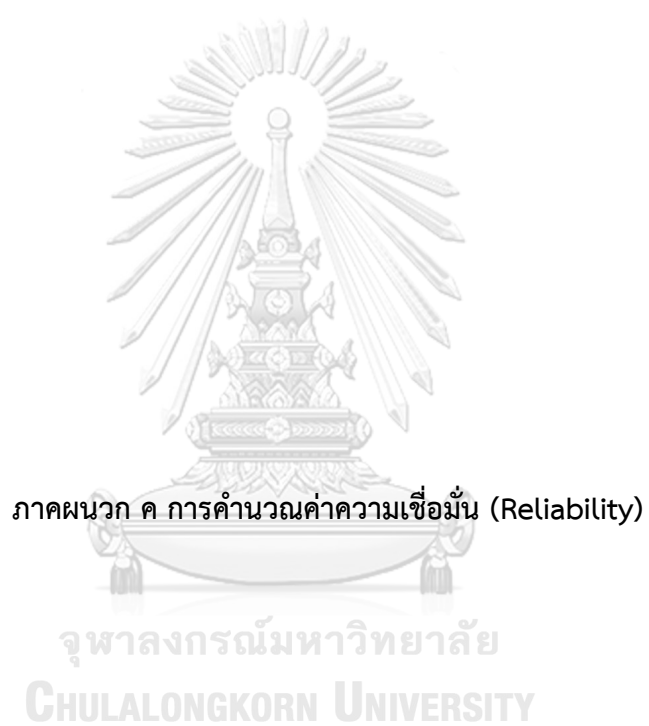 ภาคผนวก ค การคำนวณค่าความเชื่อมั่น (Reliability)
จุฬาลงกรณ์มหาวิทยาลัย
CHULALONGKORN UNIVERSITY